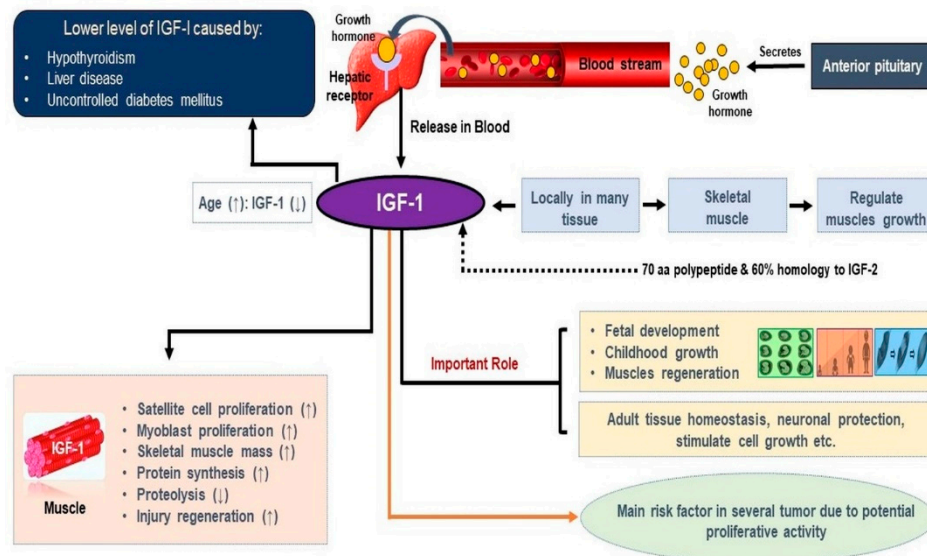 Lower level of IGF-I caused by:
• Hypothyroidism
• Liver disease
• Uncontrolled diabetes mellitus
Growth
hormone
Hepatic
receptor
Blood stream
Growth
hormone
Secretes
Anterior pituitary
Release in Blood
Age (↑): IGF-1 (↓)
IGF-1
Locally in many
tissue
Skeletal
muscle
Regulate
muscles growth
70 aa polypeptide & 60% homology to IGF-2
Important Role
• Fetal development
• Childhood growth
• Muscles regeneration
Adult tissue homeostasis, neuronal protection,
stimulate cell growth etc.
IGF-1
Muscle
• Satellite cell proliferation (↑)
• Myoblast proliferation (↑)
• Skeletal muscle mass (↑)
• Protein synthesis (↑)
• Proteolysis (↓)
• Injury regeneration (↑)
Main risk factor in several tumor due to potential
proliferative activity